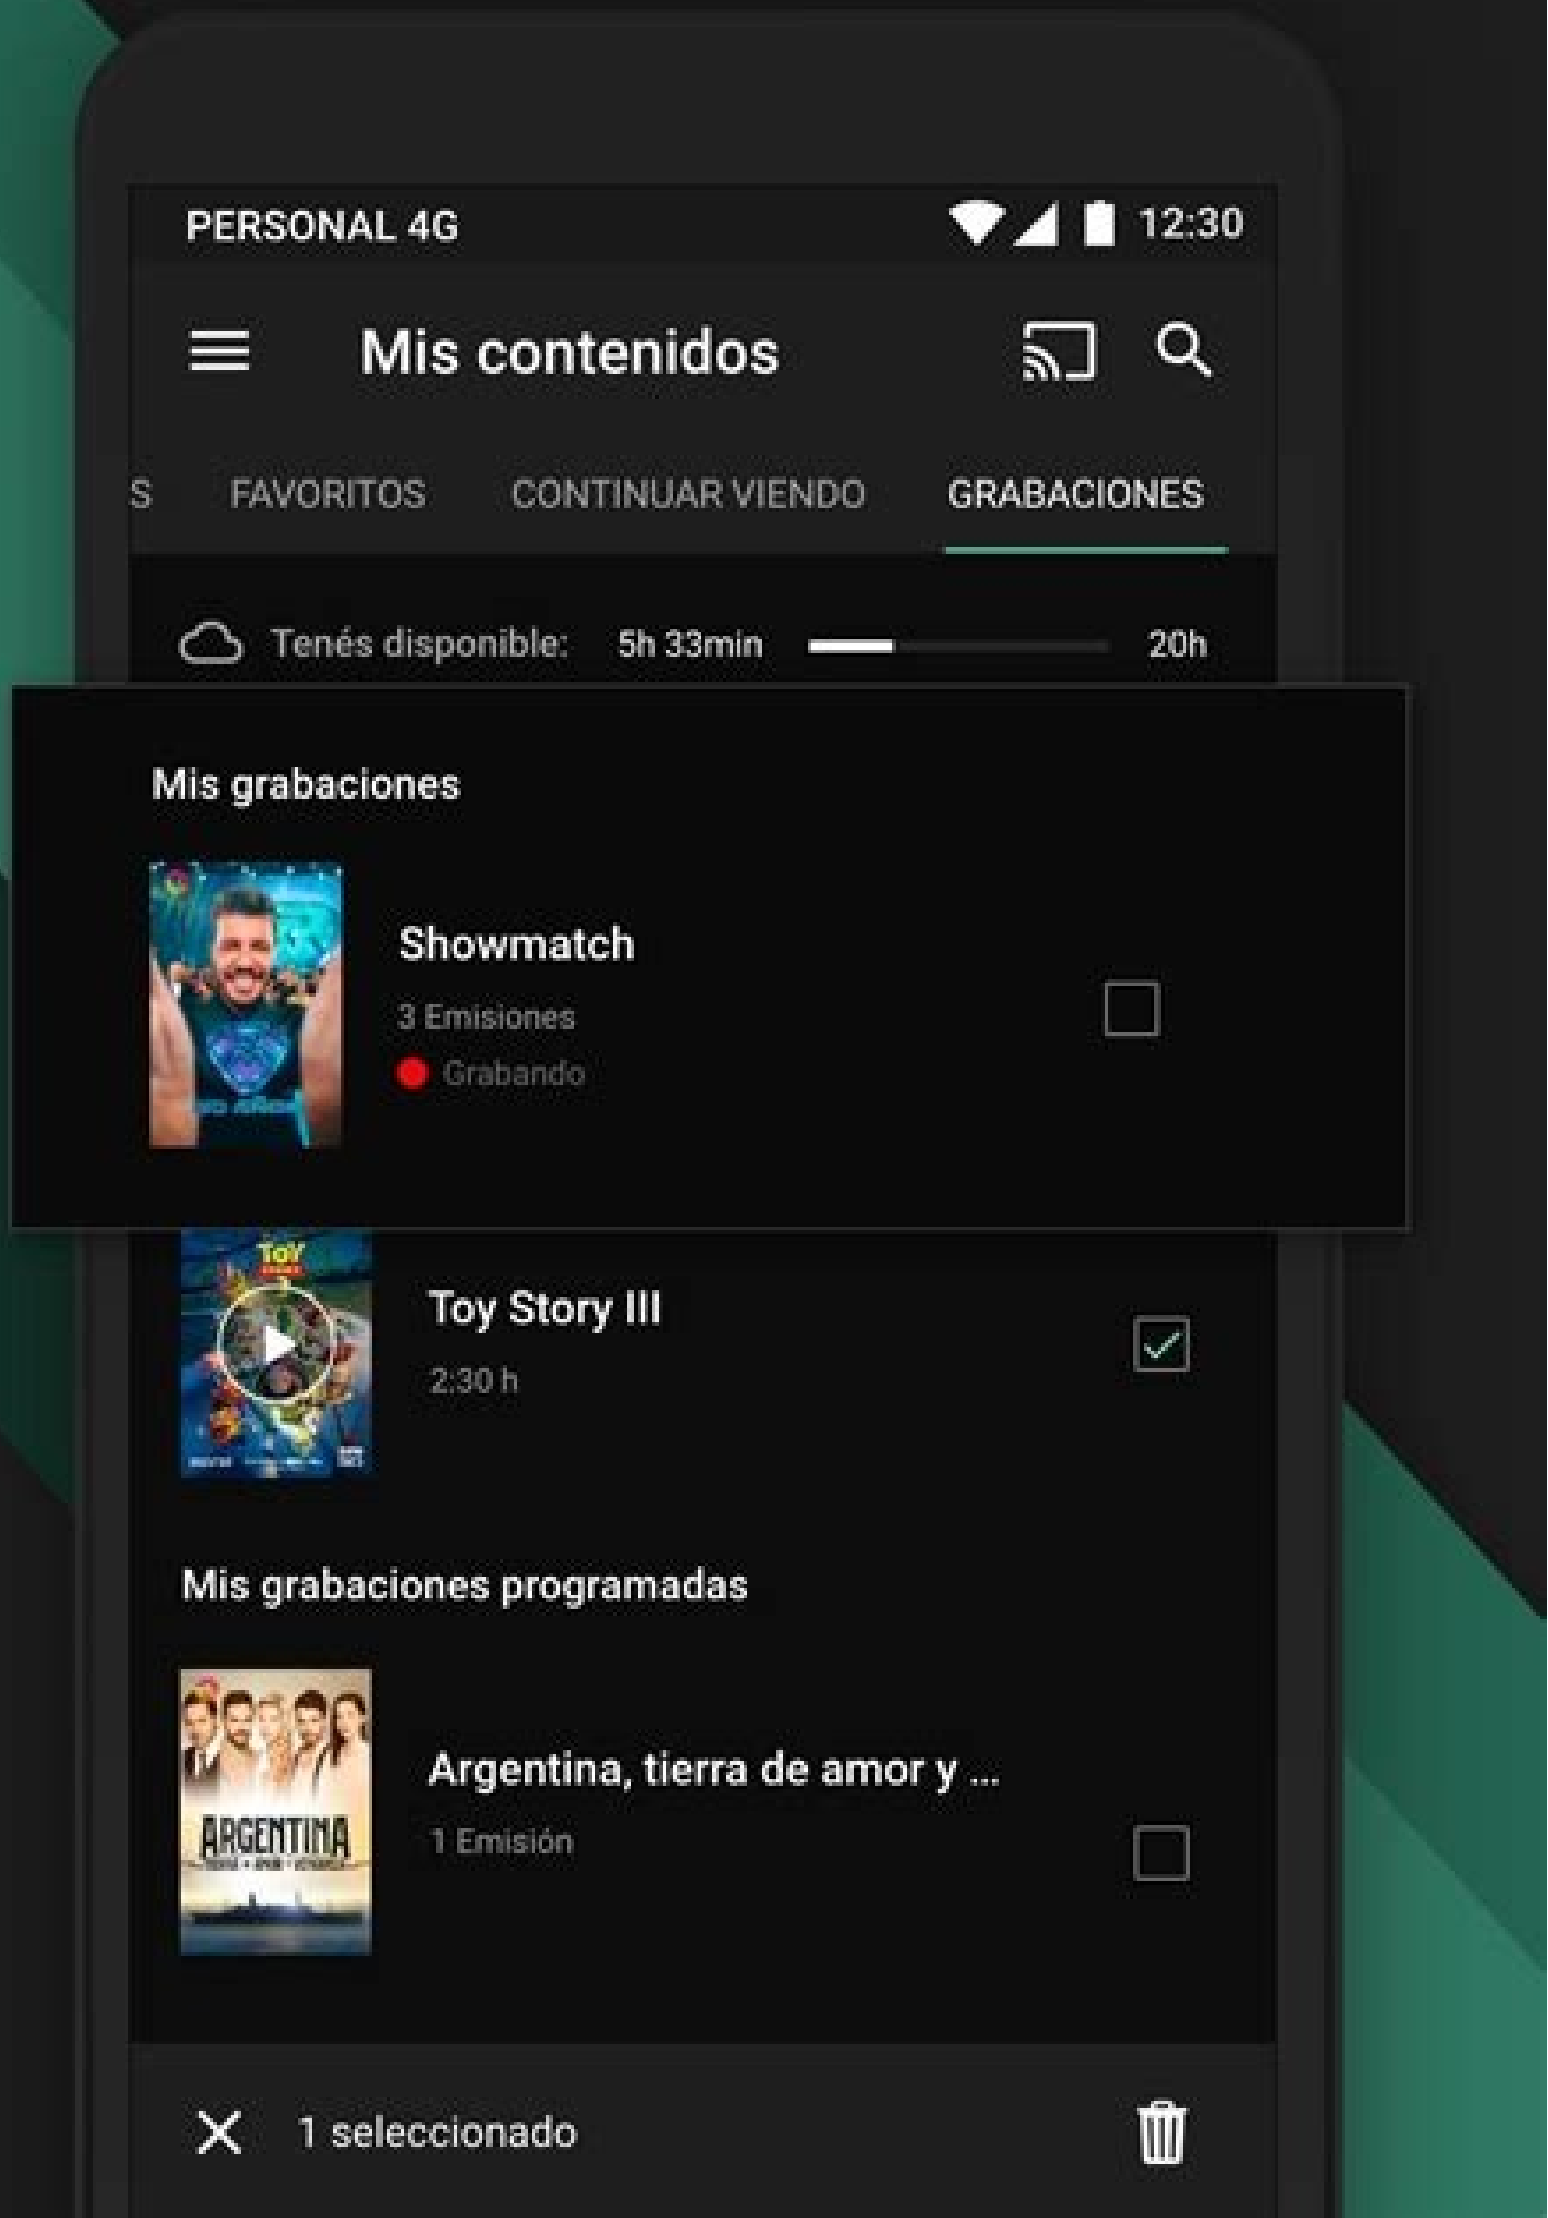 PERSONAL 4G 12:30
Mis contenidos
S FAVORITOS CONTINUAR VIENDO GRABACIONES
Tenés disponible: 5h 33min 20h
Mis grabaciones
Showmatch
3 Emisiones
Grabando
TOY
Toy Story III
2:30 h
Mis grabaciones programadas
Argentina, tierra de amor y ...
ARGENTINA
1 Emisión
1 seleccionado